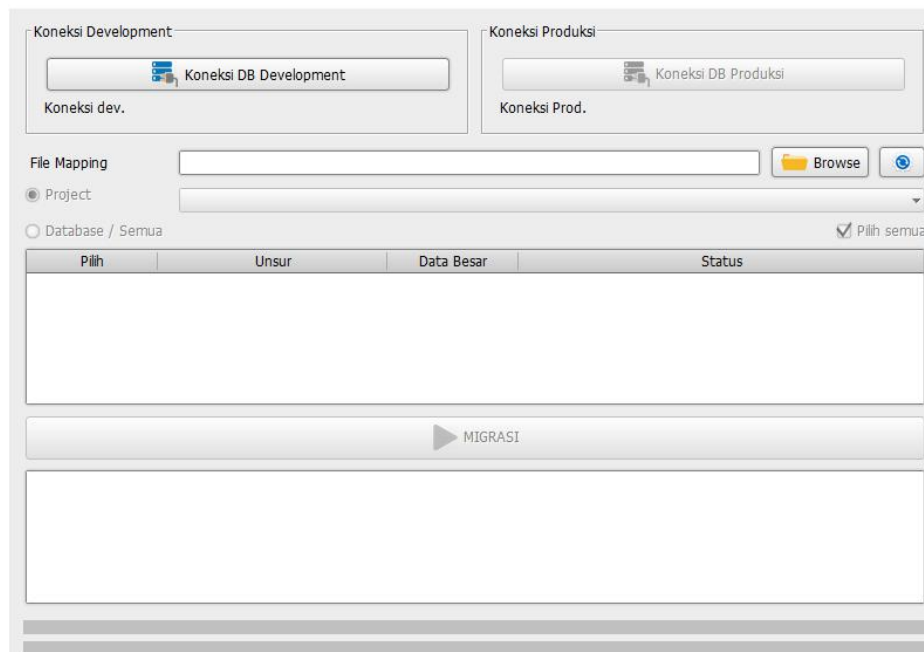 Koneksi Development
Koneksi Produksi
Koneksi DB Development
Koneksi DB Produksi
Koneksi dev.
Koneksi Prod.
File Mapping
Browse
Project
Database / Semua
Pilih semua
Pilih Unsur Data Besar Status
MIGRASI